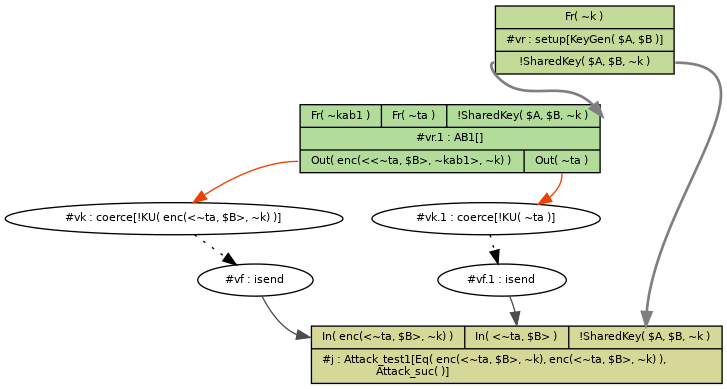 Fr( ~k )
#vr : setup[KeyGen( $A, $B )]
!SharedKey( $A, $B, ~k )
Fr( ~kab1 ) Fr( ~ta ) !SharedKey( $A, $B, ~k )
#vr.1 : AB1[]
Out( enc(<<~ta, $B>, ~kab1>, ~k) ) Out( ~ta )
#vk : coerce[!KU( enc(<~ta, $B>, ~k) )] #vk.1 : coerce[!KU( ~ta )]
#vf : isend #vf.1 : isend
In( enc(<~ta, $B>, ~k) ) In( <~ta, $B> ) !SharedKey( $A, $B, ~k )
#j : Attack_test1[Eq( enc(<~ta, $B>, ~k), enc(<~ta, $B>, ~k) ),
Attack_suc( )]